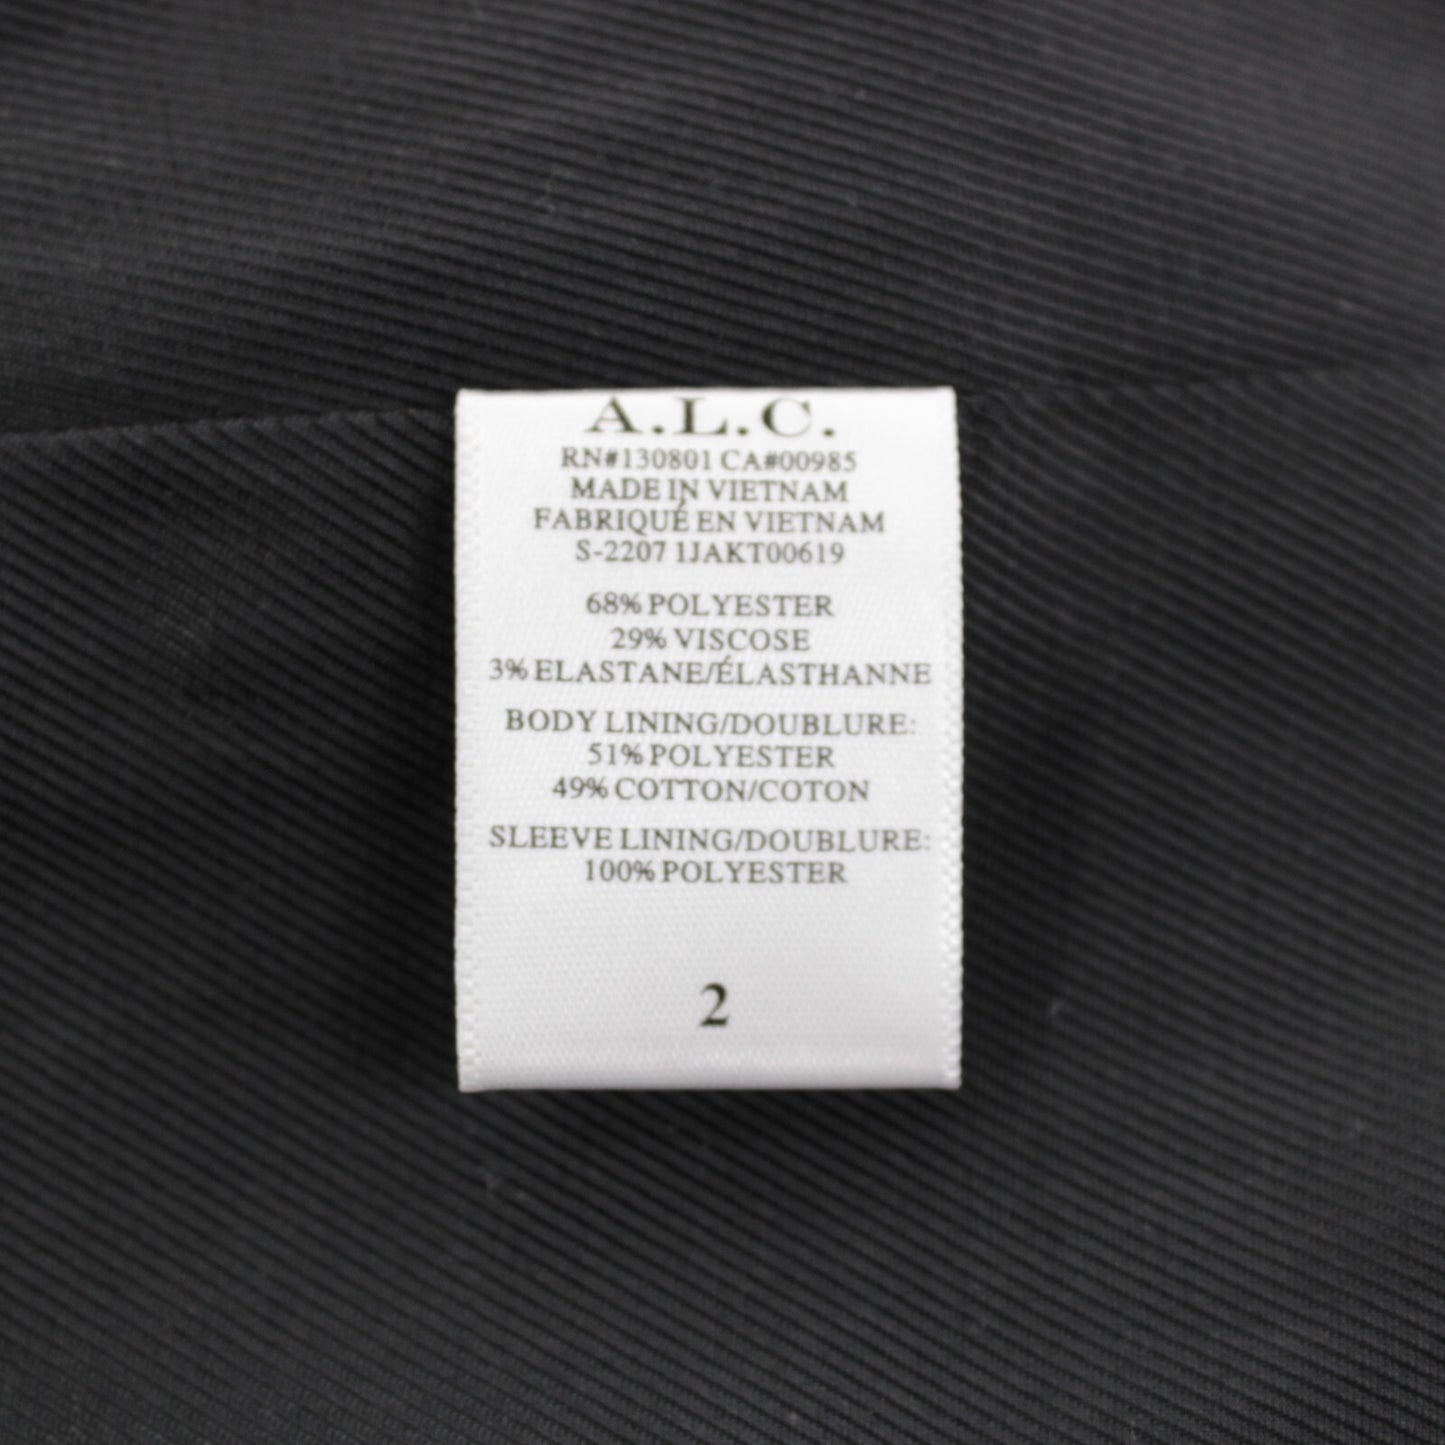 A.L.C.
RN#130801 CA#00985
MADE IN VIETNAM
FABRIQUÉ EN VIETNAM
S-2207 1JAKT00619
68% POLYESTER
29% VISCOSE
3% ELASTANE/ÉLASTHANNE
BODY LINING/DOUBLURE:
51% POLYESTER
49% COTTON/COTON
SLEEVE LINING/DOUBLURE:
100% POLYESTER
2